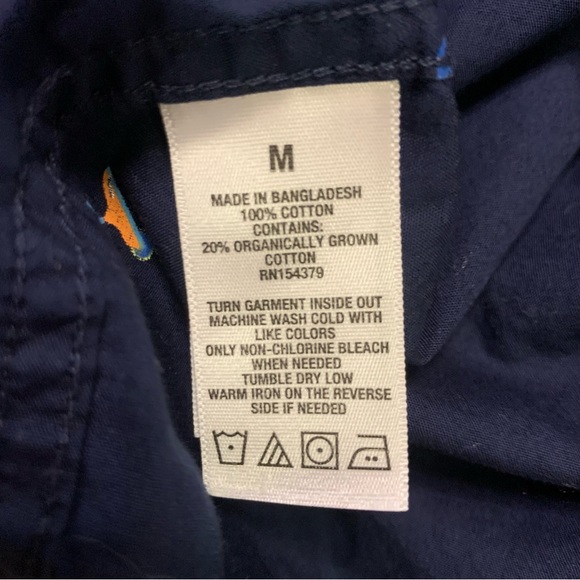 M
MADE IN BANGLADESH
100% COTTON
CONTAINS:
20% ORGANICALLY GROWN
COTTON
RN154379
TURN GARMENT INSIDE OUT
MACHINE WASH COLD WITH
LIKE COLORS
ONLY NON-CHLORINE BLEACH
WHEN NEEDED
TUMBLE DRY LOW
WARM IRON ON THE REVERSE
SIDE IF NEEDED